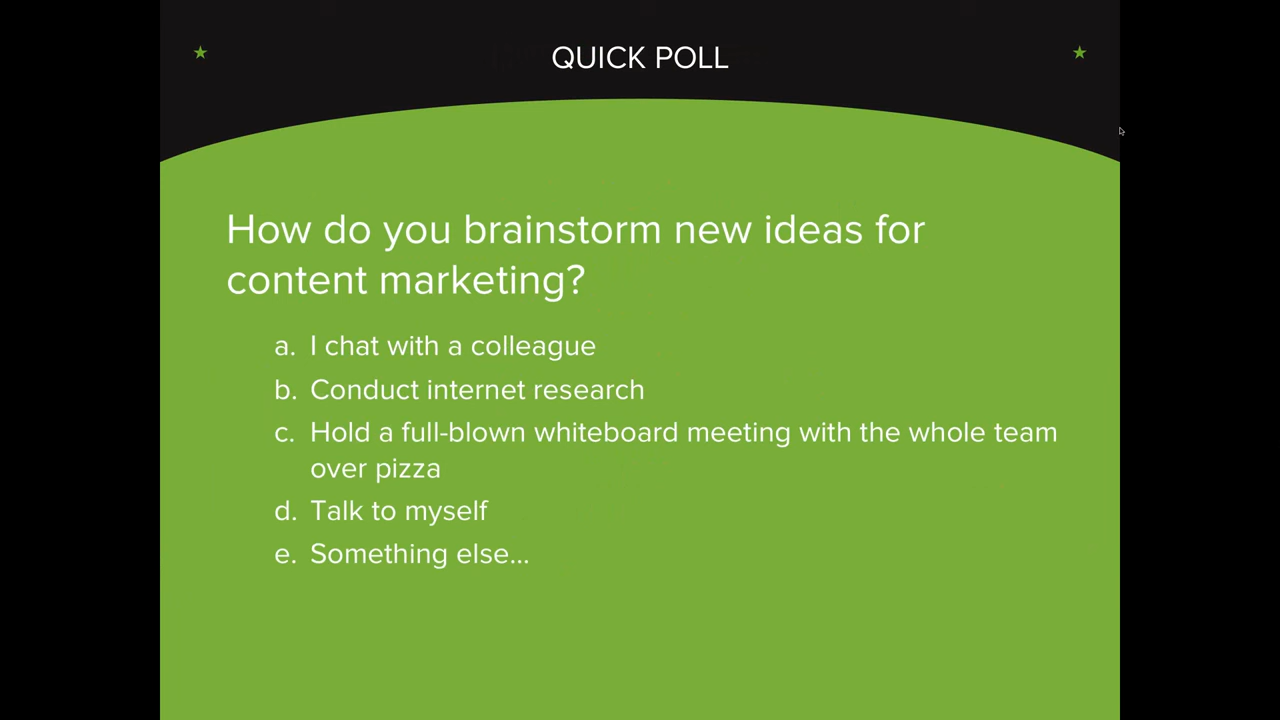 QUICK POLL
How do you brainstorm new ideas for
content marketing?
a. I chat with a colleague
b. Conduct internet research
c. Hold a full-blown whiteboard meeting with the whole team
over pizza
d. Talk to myself
e. Something else...